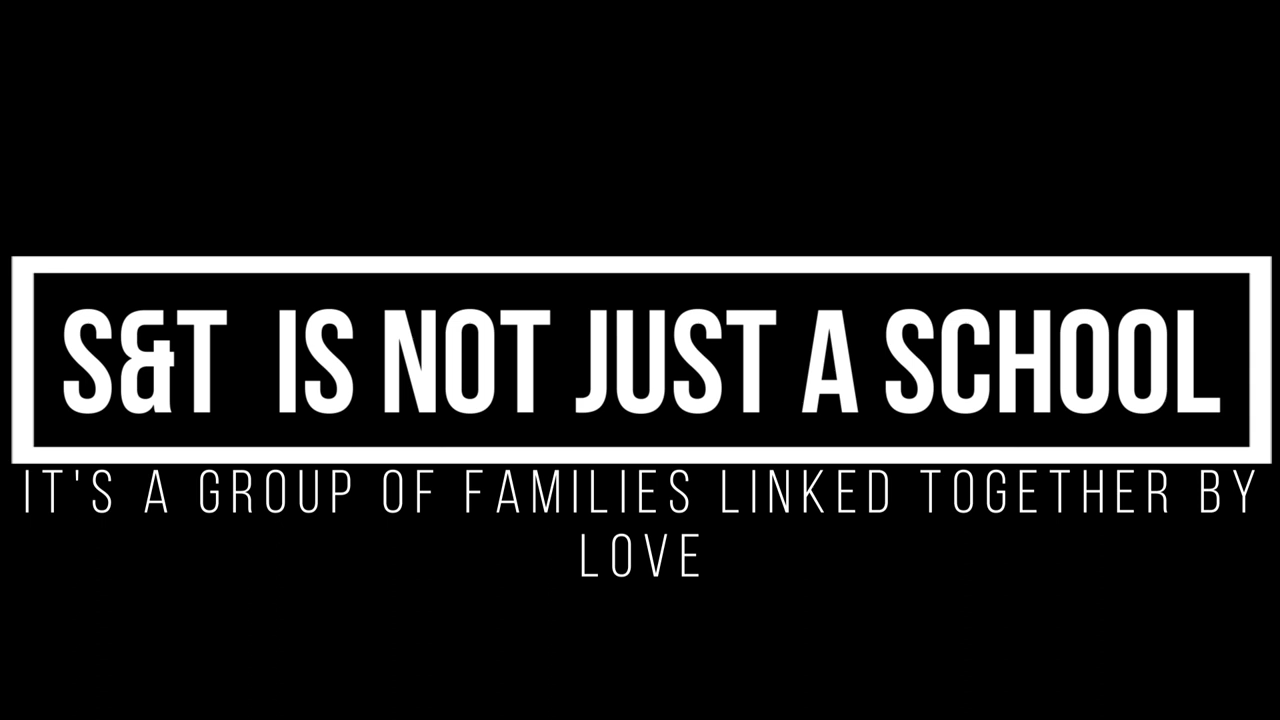 S&T IS NOT JUST A SCHOOL
IT'S A GROUP OF FAMILIES LINKED TOGETHER BY
LOVE